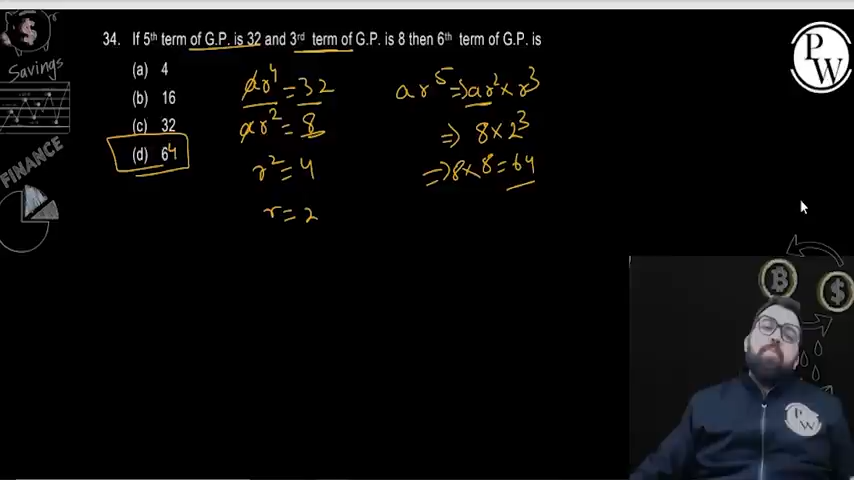 34. If 5th term of G.P. is 32 and 3rd term of G.P. is 8 then 6th term of G.P. is
(a) 4
(b) 16
(c) 32
(d) 64
ar⁴ = 32
ar² = 8
r² = 4
r = 2
ar⁵ ⇒ ar² × r³
⇒ 8 × 2³
⇒ 8 × 8 = 64
$
Savings
FINANCE
P
W
B
$
P
W